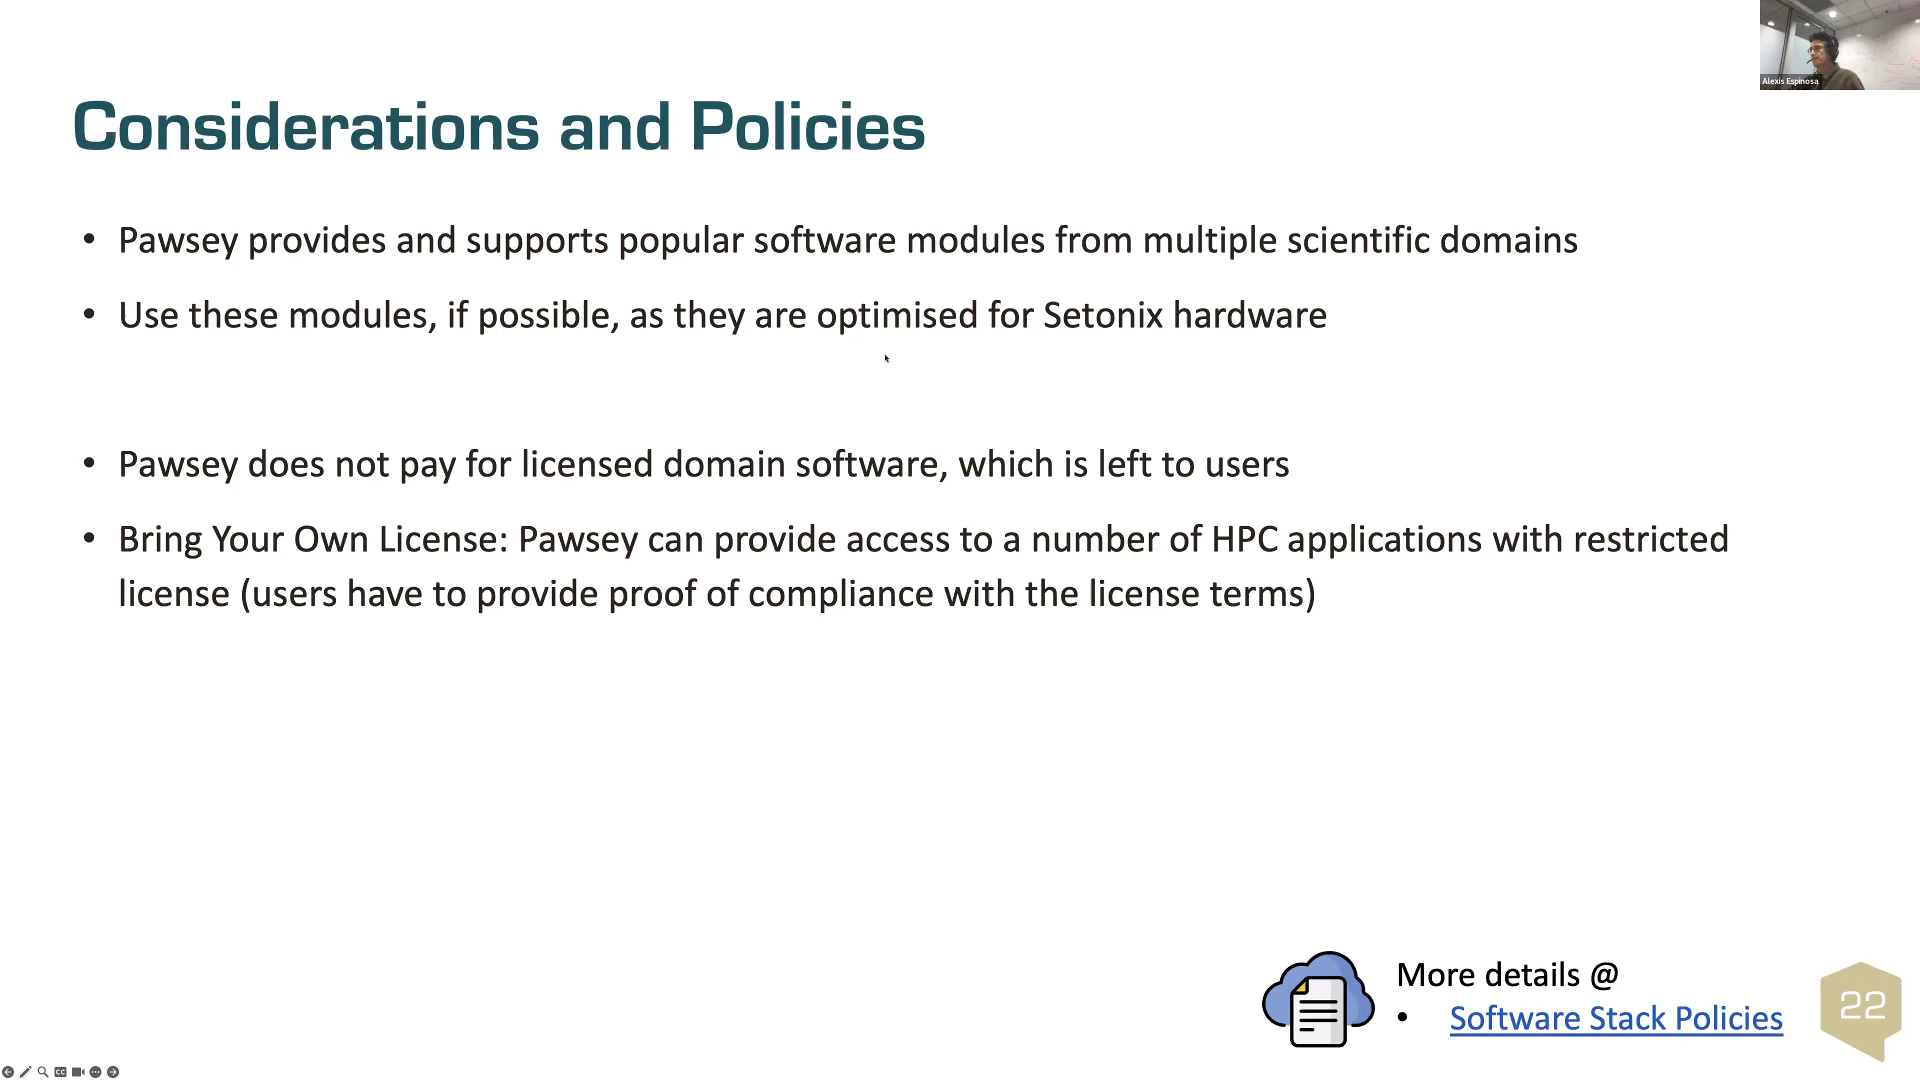 Alexis Espinosa
Considerations and Policies
• Pawsey provides and supports popular software modules from multiple scientific domains
• Use these modules, if possible, as they are optimised for Setonix hardware
• Pawsey does not pay for licensed domain software, which is left to users
• Bring Your Own License: Pawsey can provide access to a number of HPC applications with restricted
license (users have to provide proof of compliance with the license terms)
More details @
• Software Stack Policies
22